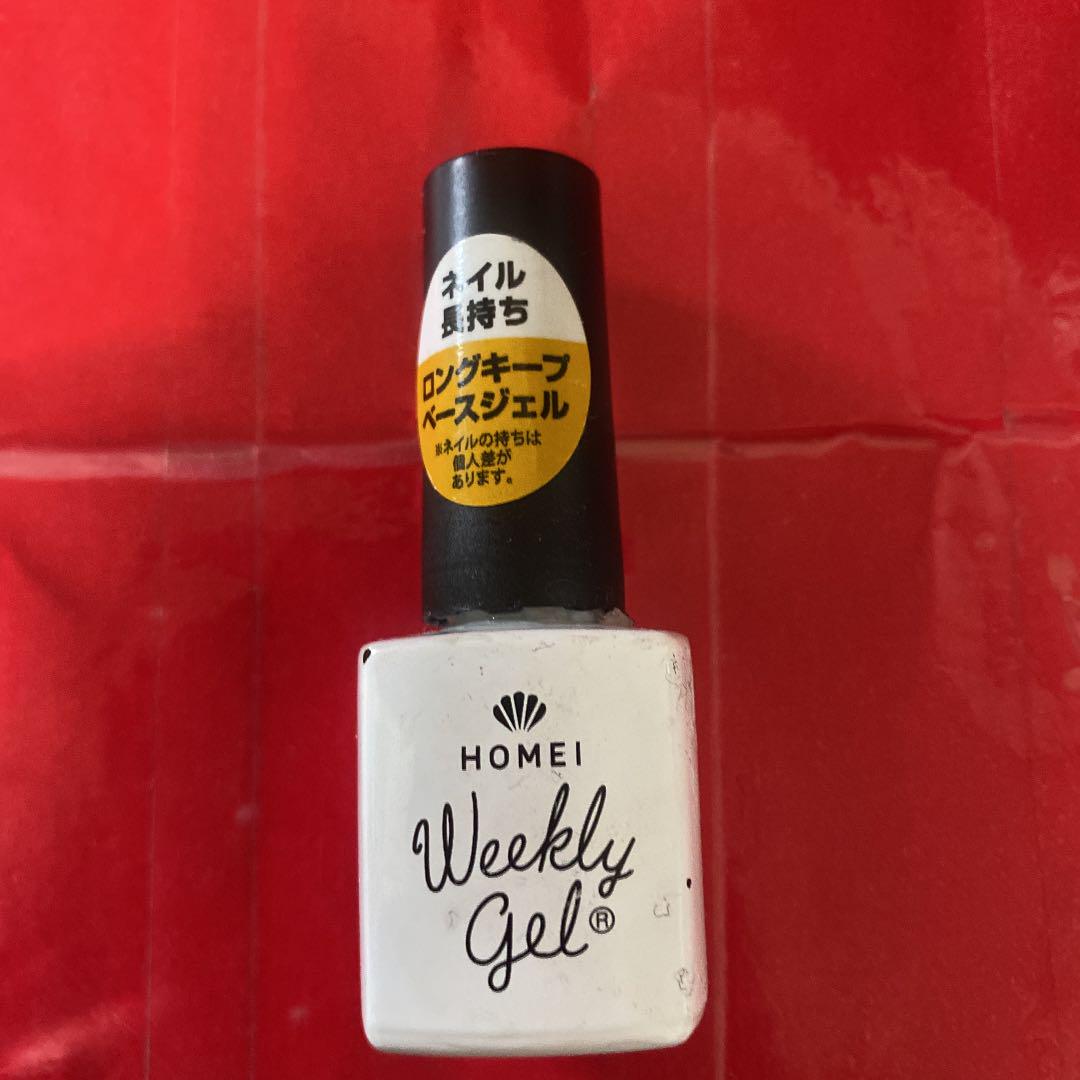 ネイル
長持ち
ロングキープ
ベースジェル
※ネイルの持ちは
個人差が
あります。
HOMEI
Weekly
Gel®